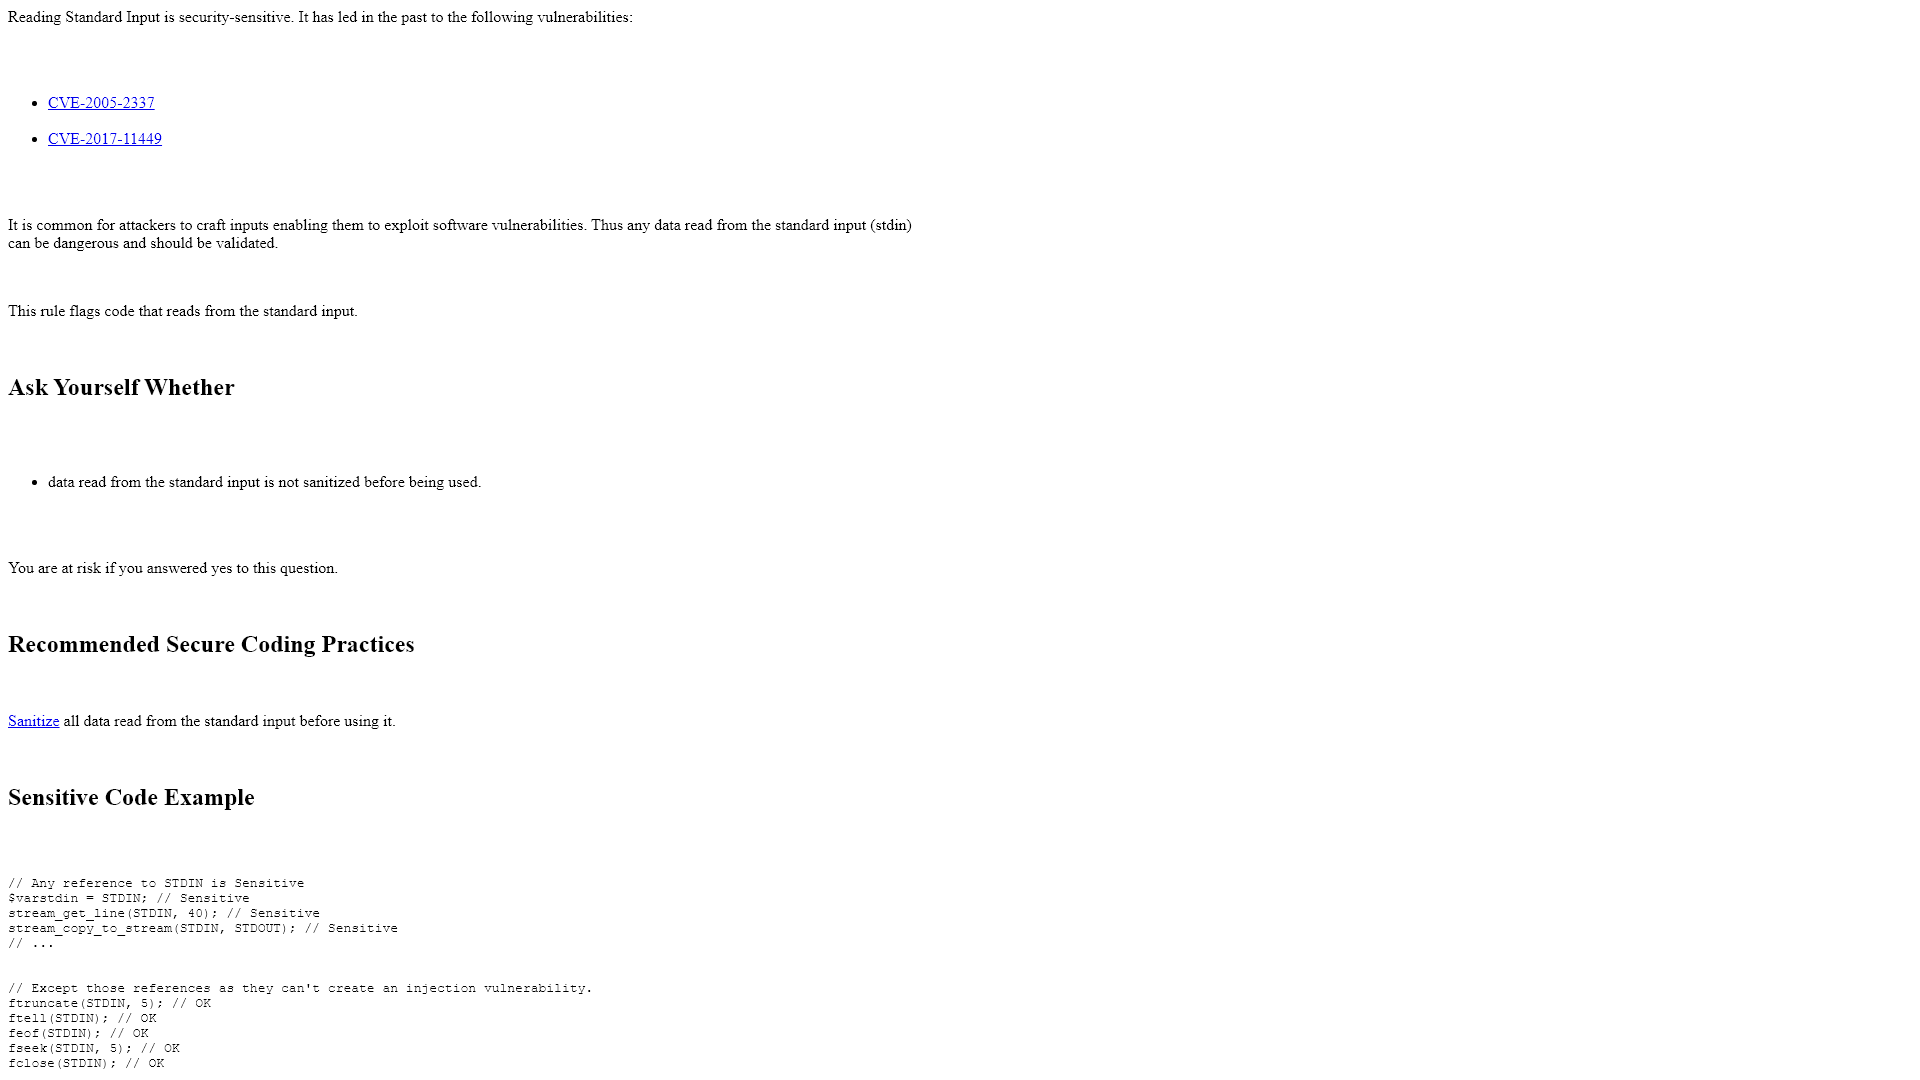 Reading Standard Input is security-sensitive. It has led in the past to the following vulnerabilities:
• CVE-2005-2337
• CVE-2017-11449
It is common for attackers to craft inputs enabling them to exploit software vulnerabilities. Thus any data read from the standard input (stdin)
can be dangerous and should be validated.
This rule flags code that reads from the standard input.
Ask Yourself Whether
• data read from the standard input is not sanitized before being used.
You are at risk if you answered yes to this question.
Recommended Secure Coding Practices
Sanitize all data read from the standard input before using it.
Sensitive Code Example
// Any reference to STDIN is Sensitive
$varstdin = STDIN; // Sensitive
stream_get_line(STDIN, 40); // Sensitive
stream_copy_to_stream(STDIN, STDOUT); // Sensitive
// ...
// Except those references as they can't create an injection vulnerability.
ftruncate(STDIN, 5); // OK
ftell(STDIN); // OK
feof(STDIN); // OK
fseek(STDIN, 5); // OK
fclose(STDIN); // OK